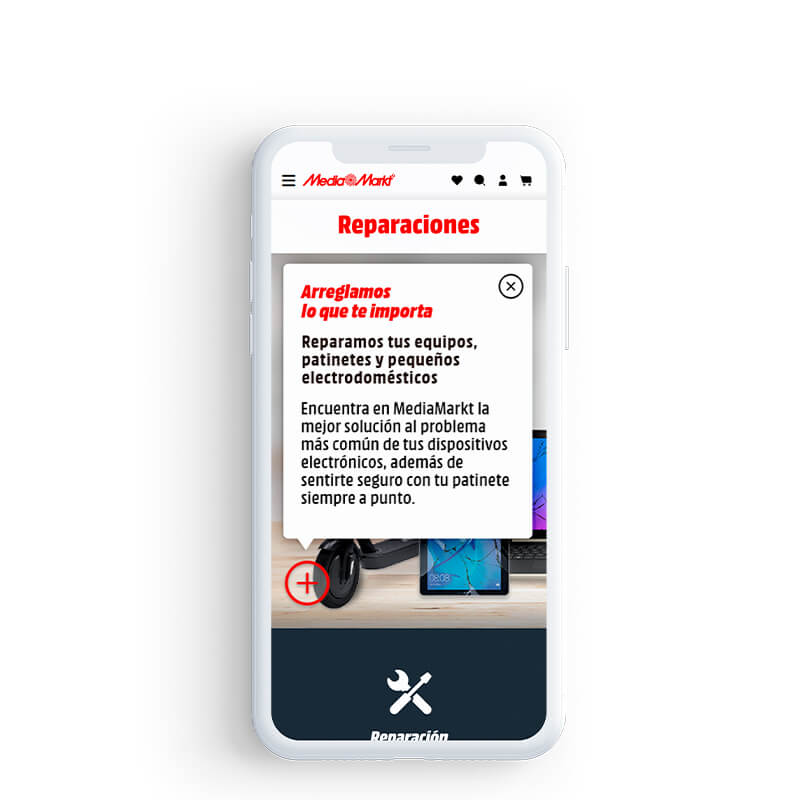 MediaMarkt
Reparaciones
Arreglamos
lo que te importa
Reparamos tus equipos,
patinetes y pequeños
electrodomésticos
Encuentra en MediaMarkt la
mejor solución al problema
más común de tus dispositivos
electrónicos, además de
sentirte seguro con tu patinete
siempre a punto.
08:08
Reparación